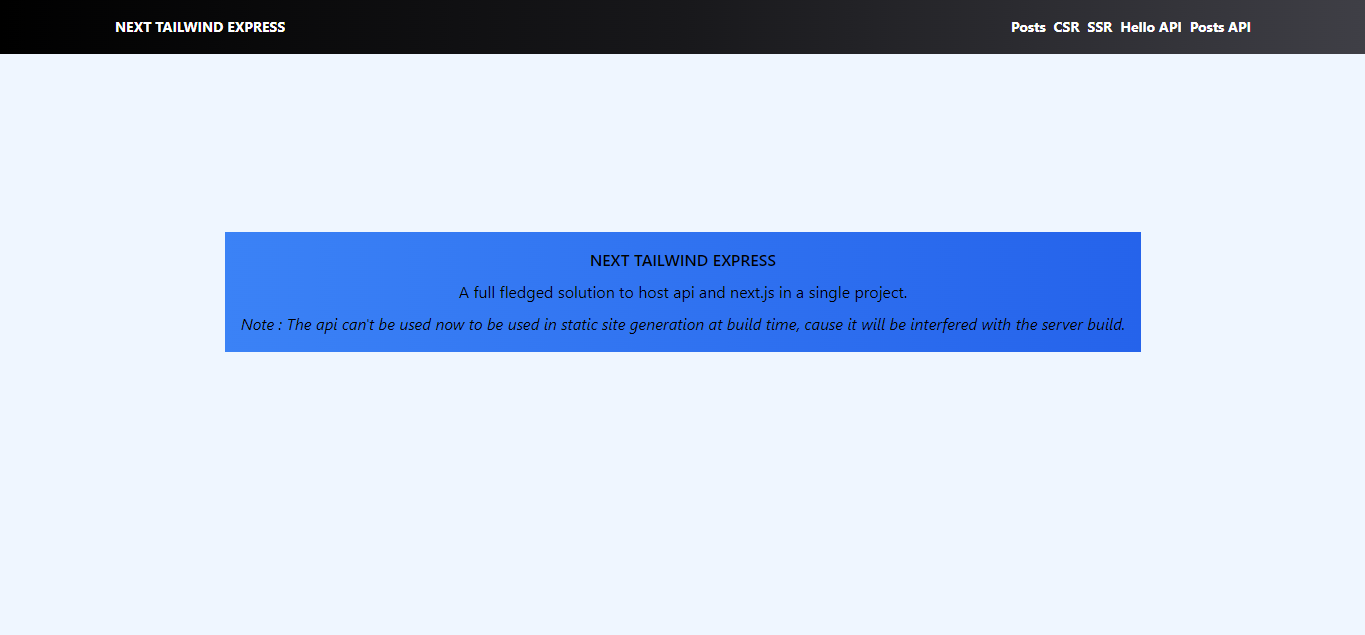 NEXT TAILWIND EXPRESS
Posts CSR SSR Hello API Posts API
NEXT TAILWIND EXPRESS
A full fledged solution to host api and next.js in a single project.
Note : The api can't be used now to be used in static site generation at build time, cause it will be interfered with the server build.